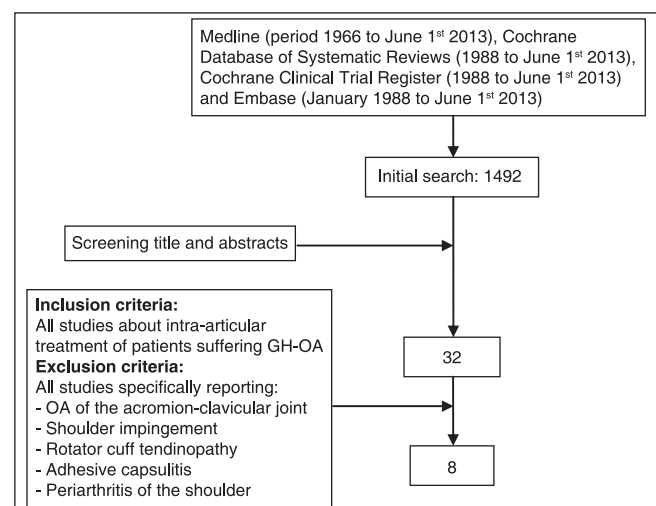 Medline (period 1966 to June 1st 2013), Cochrane
Database of Systematic Reviews (1988 to June 1st 2013),
Cochrane Clinical Trial Register (1988 to June 1st 2013)
and Embase (January 1988 to June 1st 2013)
Initial search: 1492
Screening title and abstracts
Inclusion criteria:
All studies about intra-articular
treatment of patients suffering GH-OA
Exclusion criteria:
All studies specifically reporting:
- OA of the acromion-clavicular joint
- Shoulder impingement
- Rotator cuff tendinopathy
- Adhesive capsulitis
- Periarthritis of the shoulder
32
8